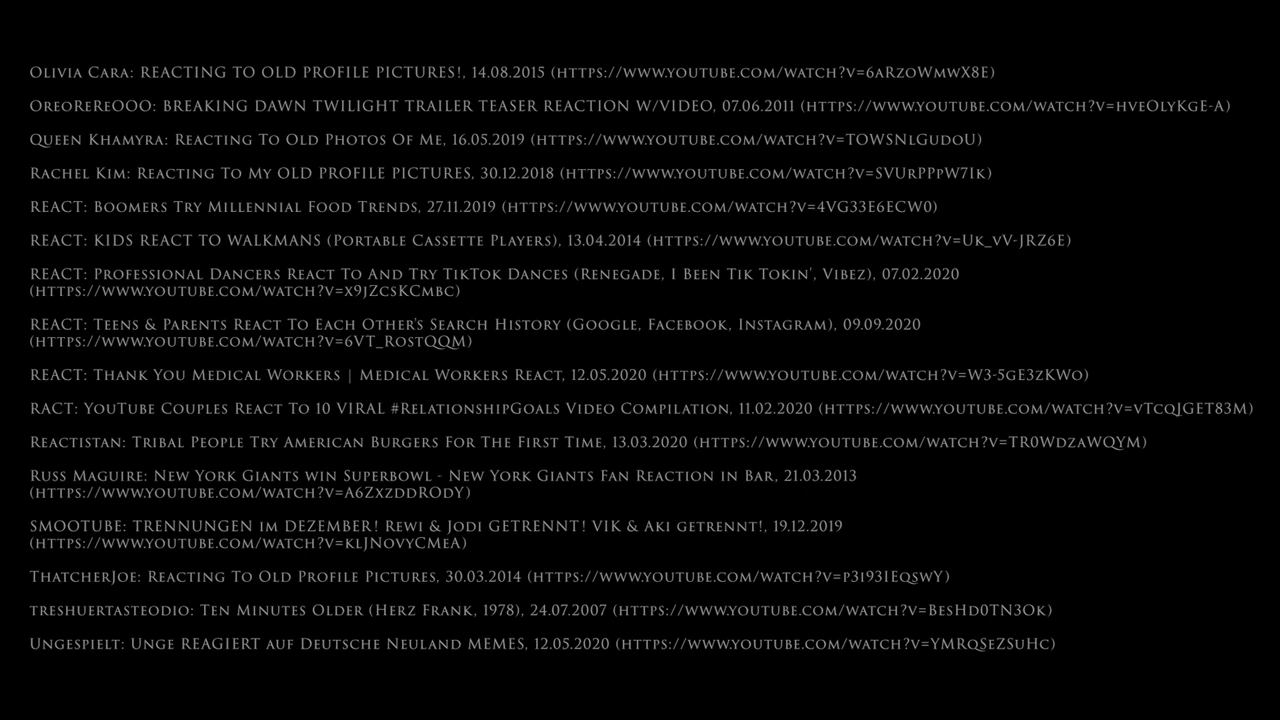 Olivia Cara: REACTING TO OLD PROFILE PICTURES!, 14.08.2015 (https://www.youtube.com/watch?v=6aRzoWmwX8E)
OreoReReOOO: BREAKING DAWN TWILIGHT TRAILER TEASER REACTION W/VIDEO, 07.06.2011 (https://www.youtube.com/watch?v=hveOlyKgE-A)
Queen Khamyra: Reacting To Old Photos Of Me, 16.05.2019 (https://www.youtube.com/watch?v=TOWSNlGudoU)
Rachel Kim: Reacting To My OLD PROFILE PICTURES, 30.12.2018 (https://www.youtube.com/watch?v=SVUrPPpW7Ik)
REACT: Boomers Try Millennial Food Trends, 27.11.2019 (https://www.youtube.com/watch?v=4VG33E6ECW0)
REACT: KIDS REACT TO WALKMANS (Portable Cassette Players), 13.04.2014 (https://www.youtube.com/watch?v=Uk_vV-JRZ6E)
REACT: Professional Dancers React To And Try TikTok Dances (Renegade, I Been Tik Tokin', Vibez), 07.02.2020
(https://www.youtube.com/watch?v=x9jZcsKCmbc)
REACT: Teens & Parents React To Each Other's Search History (Google, Facebook, Instagram), 09.09.2020
(https://www.youtube.com/watch?v=6VT_RostQQM)
REACT: Thank You Medical Workers | Medical Workers React, 12.05.2020 (https://www.youtube.com/watch?v=W3-5gE3zKWo)
RACT: YouTube Couples React To 10 VIRAL #RelationshipGoals Video Compilation, 11.02.2020 (https://www.youtube.com/watch?v=vTcqJGET83M)
Reactistan: Tribal People Try American Burgers For The First Time, 13.03.2020 (https://www.youtube.com/watch?v=TR0WdzaWQYM)
Russ Maguire: New York Giants win Superbowl - New York Giants Fan Reaction in Bar, 21.03.2013
(https://www.youtube.com/watch?v=A6ZxzddROdY)
SMOOTUBE: TRENNUNGEN im DEZEMBER! Rewi & Jodi GETRENNT! VIK & Aki getrennt!, 19.12.2019
(https://www.youtube.com/watch?v=klJNovyCMeA)
ThatcherJoe: Reacting To Old Profile Pictures, 30.03.2014 (https://www.youtube.com/watch?v=p3i93IEqswY)
treshuertasteodio: Ten Minutes Older (Herz Frank, 1978), 24.07.2007 (https://www.youtube.com/watch?v=BesHd0TN3Ok)
Ungespielt: Unge REAGIERT auf Deutsche Neuland MEMES, 12.05.2020 (https://www.youtube.com/watch?v=YMRqSeZSuHc)